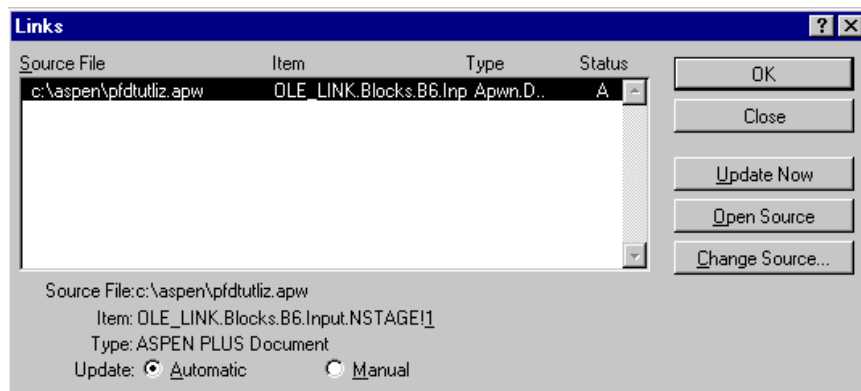 Links
Source File Item Type Status
c:\aspen\pfdtutliz.apw OLE_LINK.Blocks.B6.Inp Apwn.D.. A
OK
Close
Update Now
Open Source
Change Source...
Source File:c:\aspen\pfdtutliz.apw
Item: OLE_LINK.Blocks.B6.Input.NSTAGE!1
Type: ASPEN PLUS Document
Update: Automatic Manual